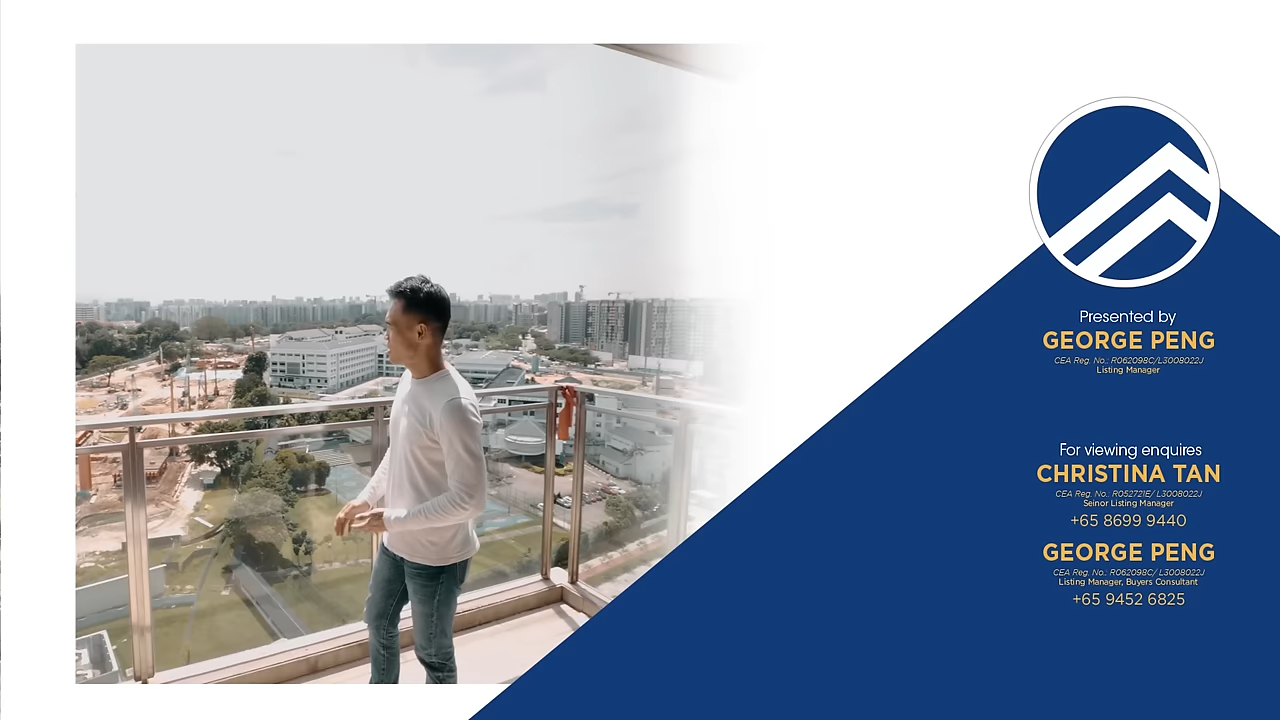 Presented by
GEORGE PENG
CEA Reg. No.: R062098C/L3008022J
Listing Manager
For viewing enquires
CHRISTINA TAN
CEA Reg. No.: R052721E/ L3008022J
Seinor Listing Manager
+65 8699 9440
GEORGE PENG
CEA Reg. No.: R062098C/ L3008022J
Listing Manager, Buyers Consultant
+65 9452 6825